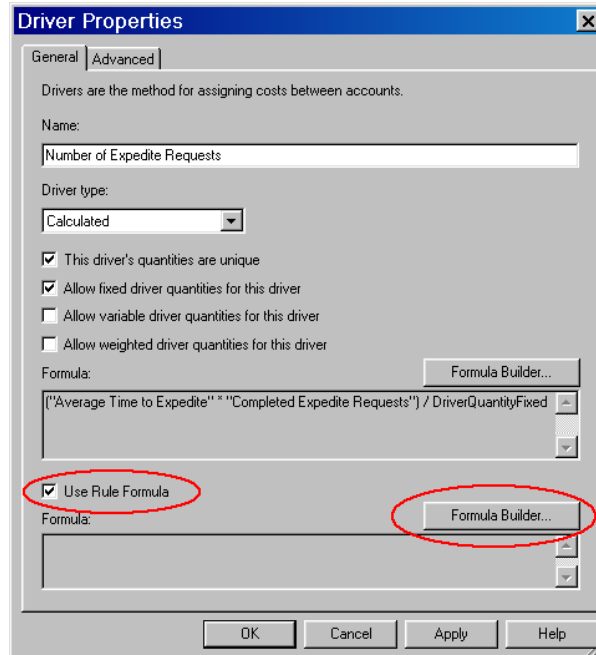 Driver Properties
General Advanced
Drivers are the method for assigning costs between accounts.
Name:
Number of Expedite Requests
Driver type:
Calculated
This driver's quantities are unique
Allow fixed driver quantities for this driver
Allow variable driver quantities for this driver
Allow weighted driver quantities for this driver
Formula: Formula Builder...
("Average Time to Expedite" * "Completed Expedite Requests") / DriverQuantityFixed
Use Rule Formula
Formula: Formula Builder...
OK Cancel Apply Help